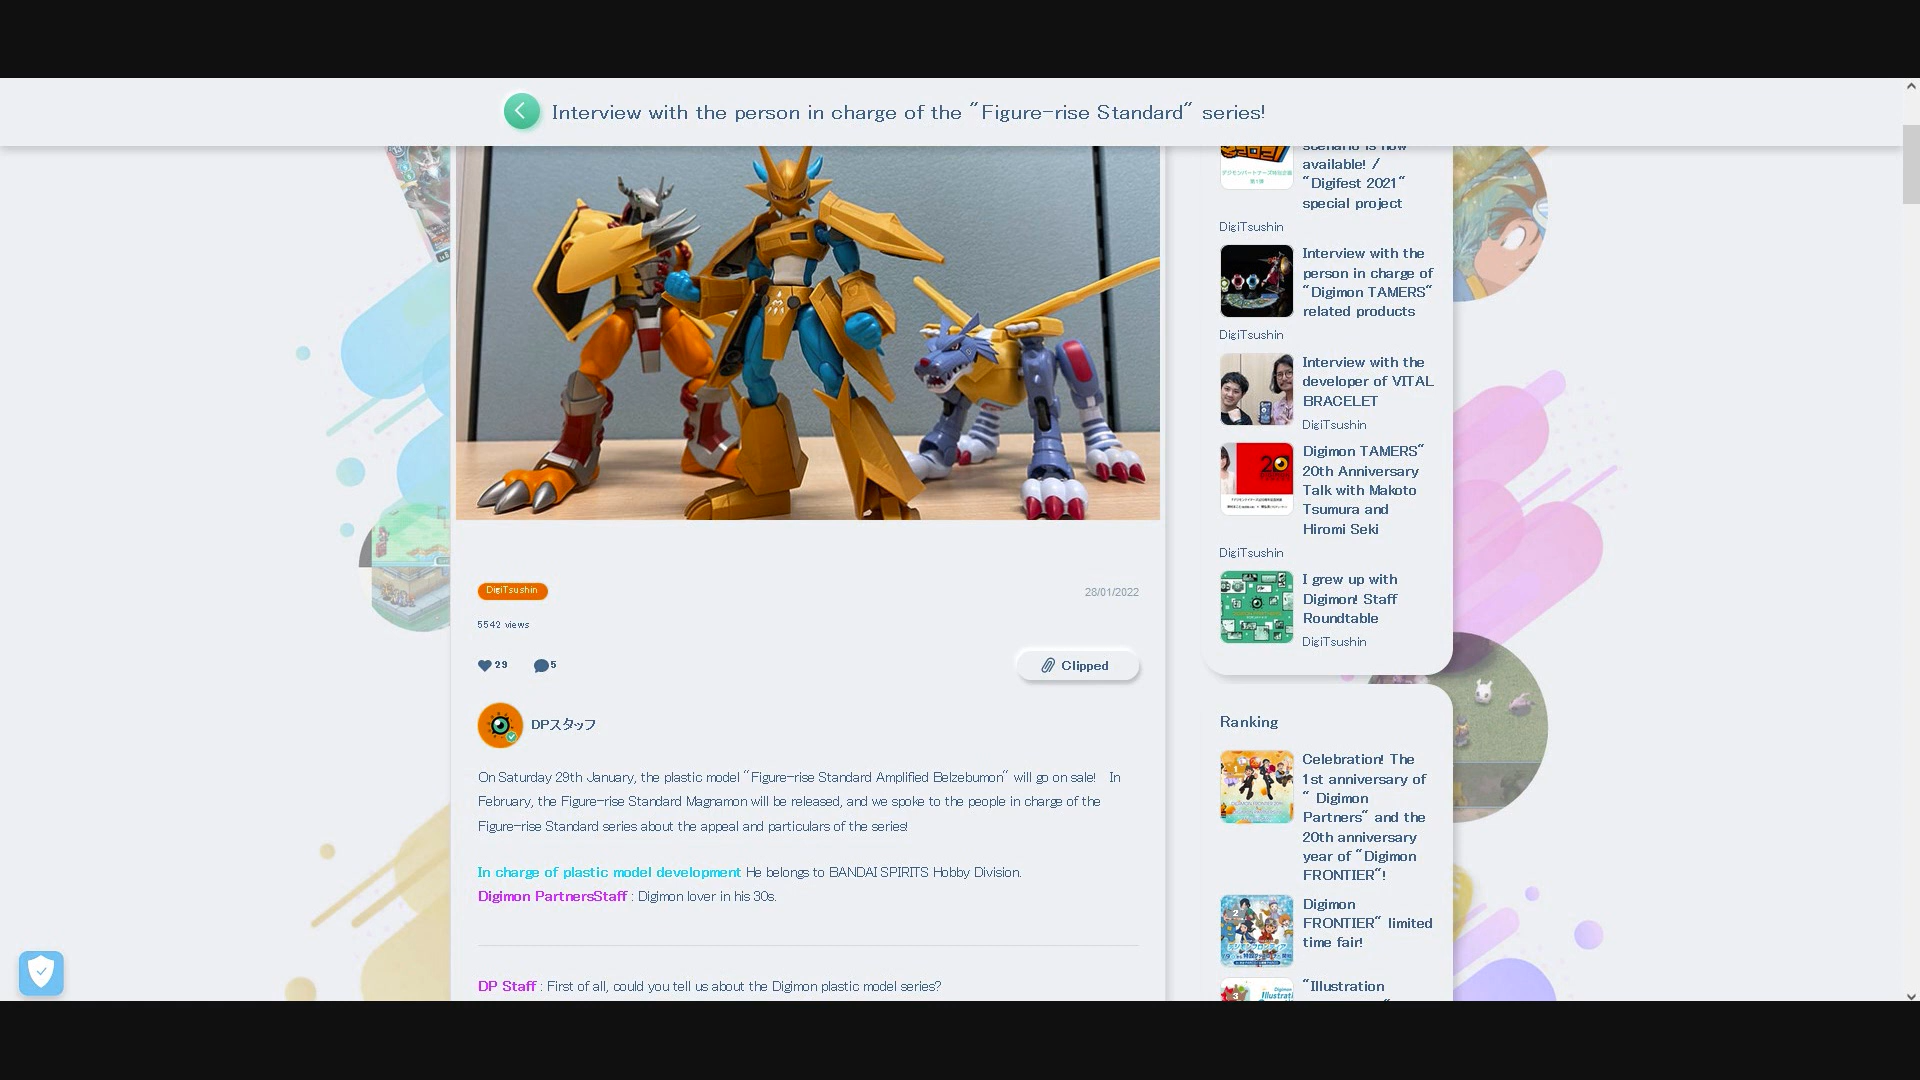 Interview with the person in charge of the "Figure-rise Standard" series!
DigiTsushin
28/01/2022
5542 views
29
5
Clipped
DPスタッフ
On Saturday 29th January, the plastic model "Figure-rise Standard Amplified Belzebumon" will go on sale! In
February, the Figure-rise Standard Magnamon will be released, and we spoke to the people in charge of the
Figure-rise Standard series about the appeal and particulars of the series!
In charge of plastic model development He belongs to BANDAI SPIRITS Hobby Division.
Digimon PartnersStaff : Digimon lover in his 30s.
DP Staff : First of all, could you tell us about the Digimon plastic model series?
scenario is now
available! /
"Digifest 2021"
special project
DigiTsushin
Interview with the
person in charge of
"Digimon TAMERS"
related products
DigiTsushin
Interview with the
developer of VITAL
BRACELET
DigiTsushin
Digimon TAMERS"
20th Anniversary
Talk with Makoto
Tsumura and
Hiromi Seki
DigiTsushin
I grew up with
Digimon! Staff
Roundtable
DigiTsushin
Ranking
1
Celebration! The
1st anniversary of
" Digimon
Partners" and the
20th anniversary
year of "Digimon
FRONTIER"!
2
Digimon
FRONTIER" limited
time fair!
3
"Illustration